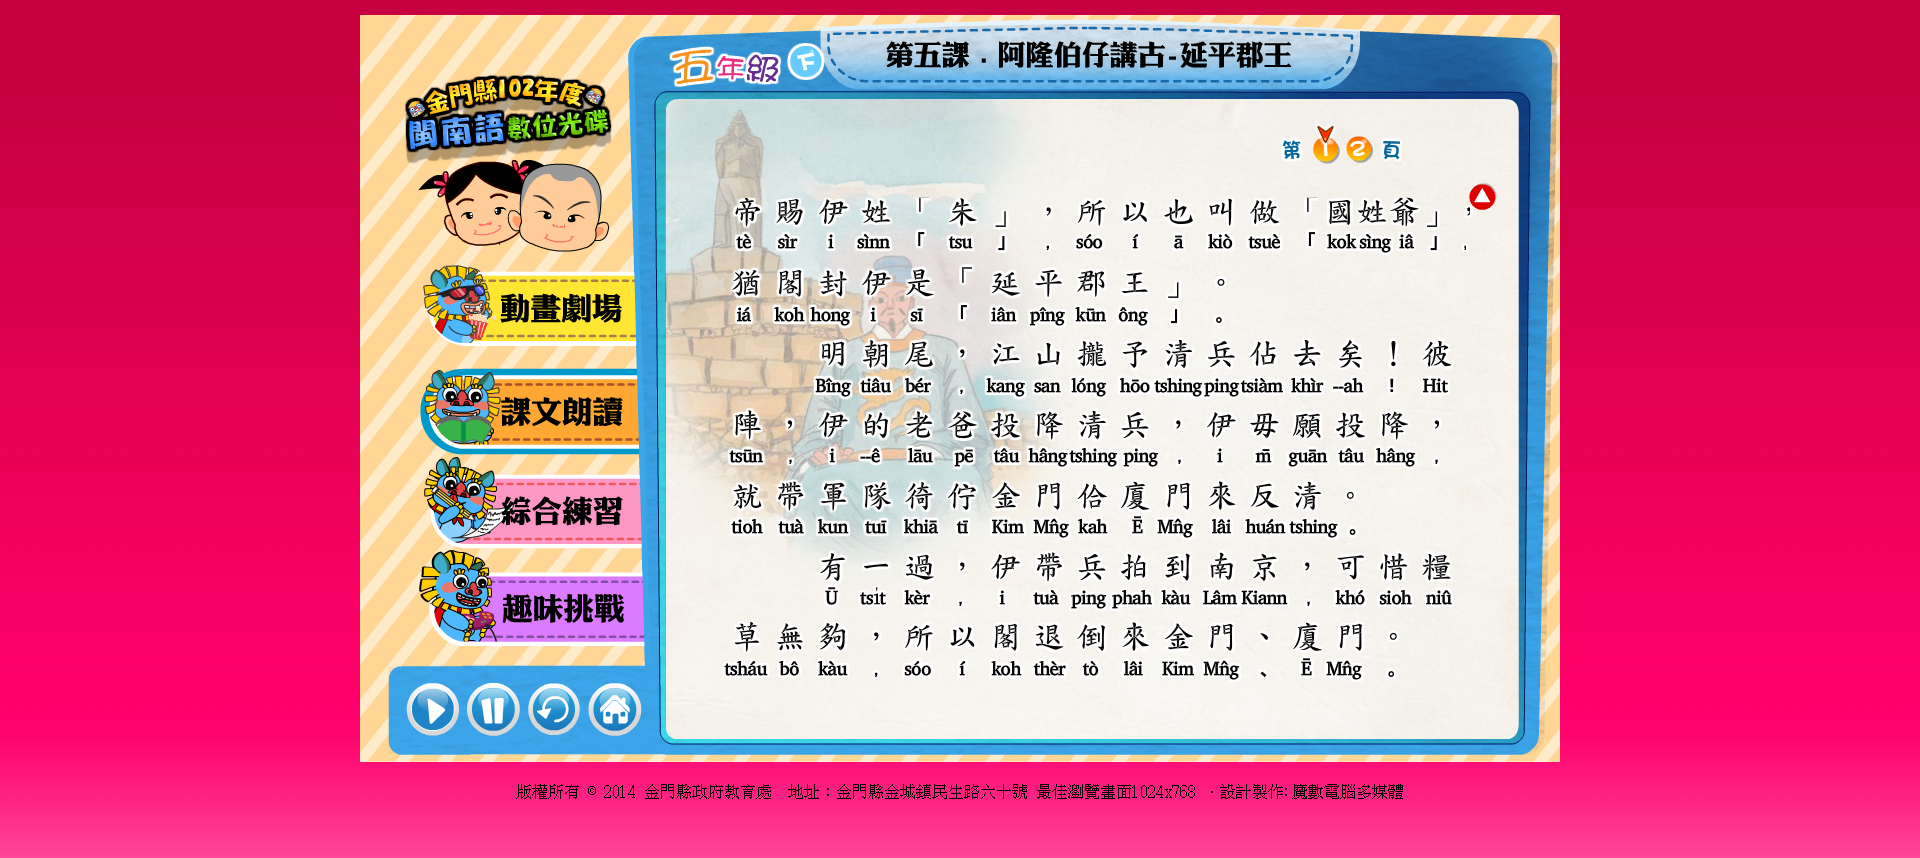 金門縣102年度
閩南語數位光碟
動畫劇場
課文朗讀
綜合練習
趣味挑戰
五年級 下
第五課．阿隆伯仔講古-延平郡王
第 1 2 頁
帝賜伊姓「朱」，所以也叫做「國姓爺」，
tè sìr i sìnn「 tsu 」, sóo í ā kiò tsuè「 kok sìng iâ 」,
猶閣封伊是「延平郡王」。
iá koh hong i sī「 iân pîng kūn ông 」。
明朝尾，江山攏予清兵佔去矣！彼
Bîng tiâu bér , kang san lóng hōo tshing ping tsiàm khìr --ah ! Hit
陣，伊的老爸投降清兵，伊毋願投降，
tsūn , i --ê lāu pē tâu hâng tshing ping , i m̄ guān tâu hâng ,
就帶軍隊徛佇金門佮廈門來反清。
tioh tuà kun tuī khiā tī Kim Mn̂g kah Ē Mn̂g lâi huán tshing 。
有一過，伊帶兵拍到南京，可惜糧
Ū tsi̍t kèr , i tuà ping phah kàu Lâm Kiann , khó sioh niû
草無夠，所以閣退倒來金門、廈門。
tsháu bô kàu , sóo í koh thèr tò lâi Kim Mn̂g 、 Ē Mn̂g 。
版權所有 © 2014 金門縣政府教育處 地址：金門縣金城鎮民生路六十號 最佳瀏覽畫面1024x768 ．設計製作: 魔數電腦多媒體